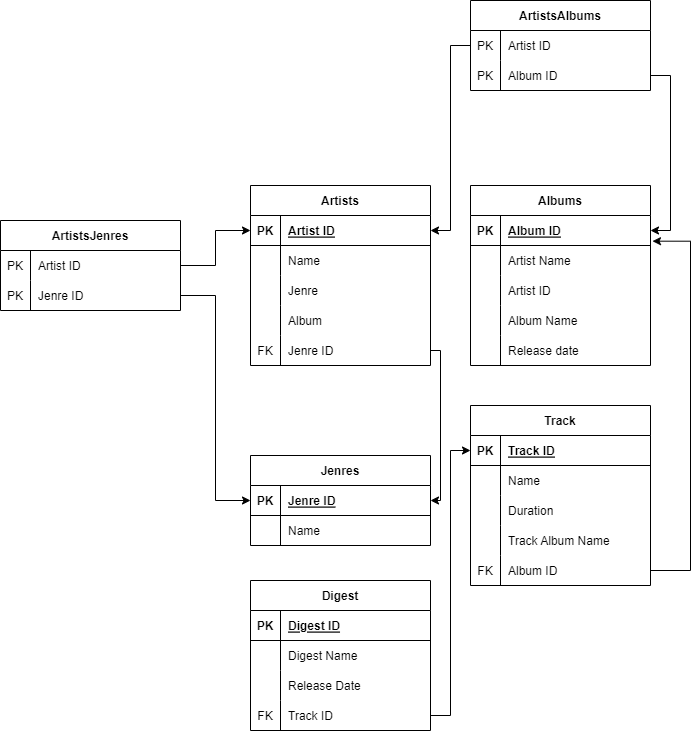 ArtistsAlbums
PK Artist ID
PK Album ID
Artists
PK Artist ID
Name
Jenre
Album
FK Jenre ID
Albums
PK Album ID
Artist Name
Artist ID
Album Name
Release date
ArtistsJenres
PK Artist ID
PK Jenre ID
Track
PK Track ID
Name
Duration
Track Album Name
FK Album ID
Jenres
PK Jenre ID
Name
Digest
PK Digest ID
Digest Name
Release Date
FK Track ID